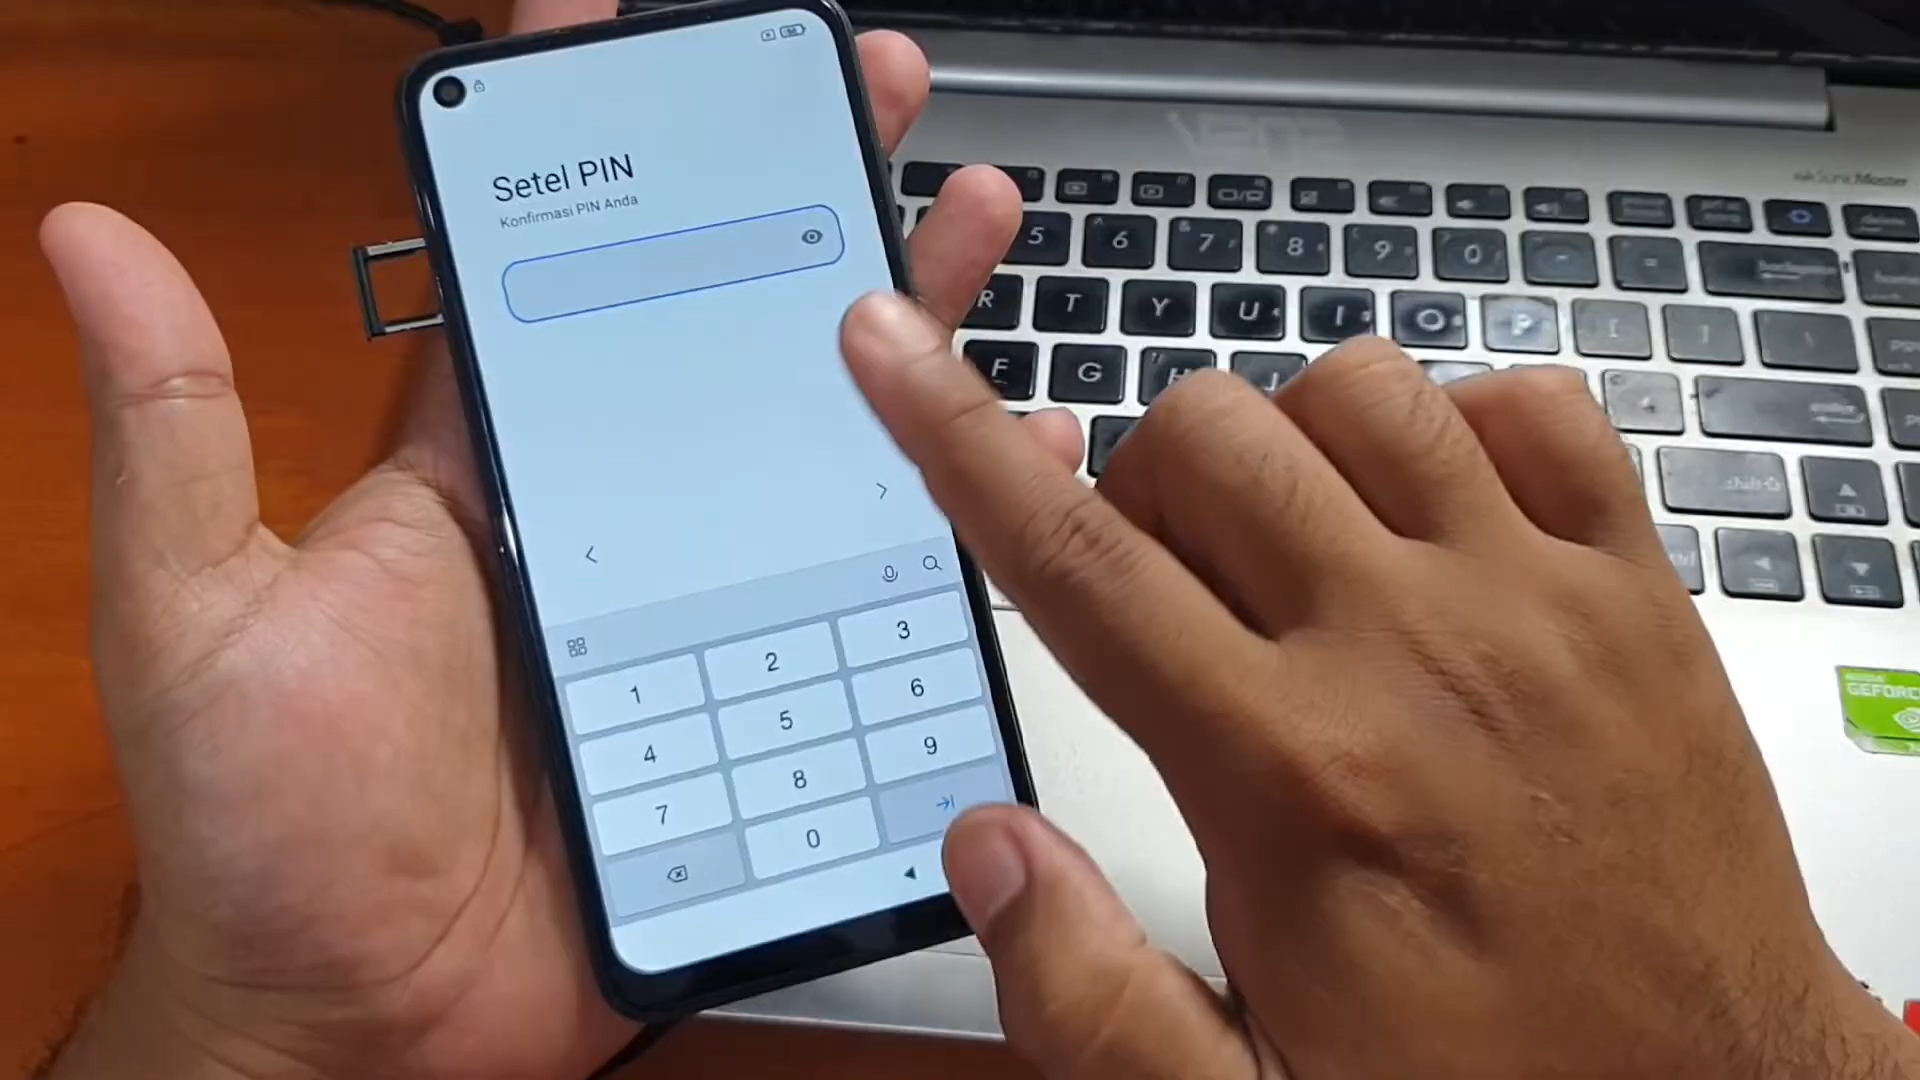 Setel PIN
Konfirmasi PIN Anda
1 2 3
4 5 6
7 8 9
0
5 6 7 8 9 0 - =
R T Y U I O P [ ]
F G H J
enter
GEFORCE